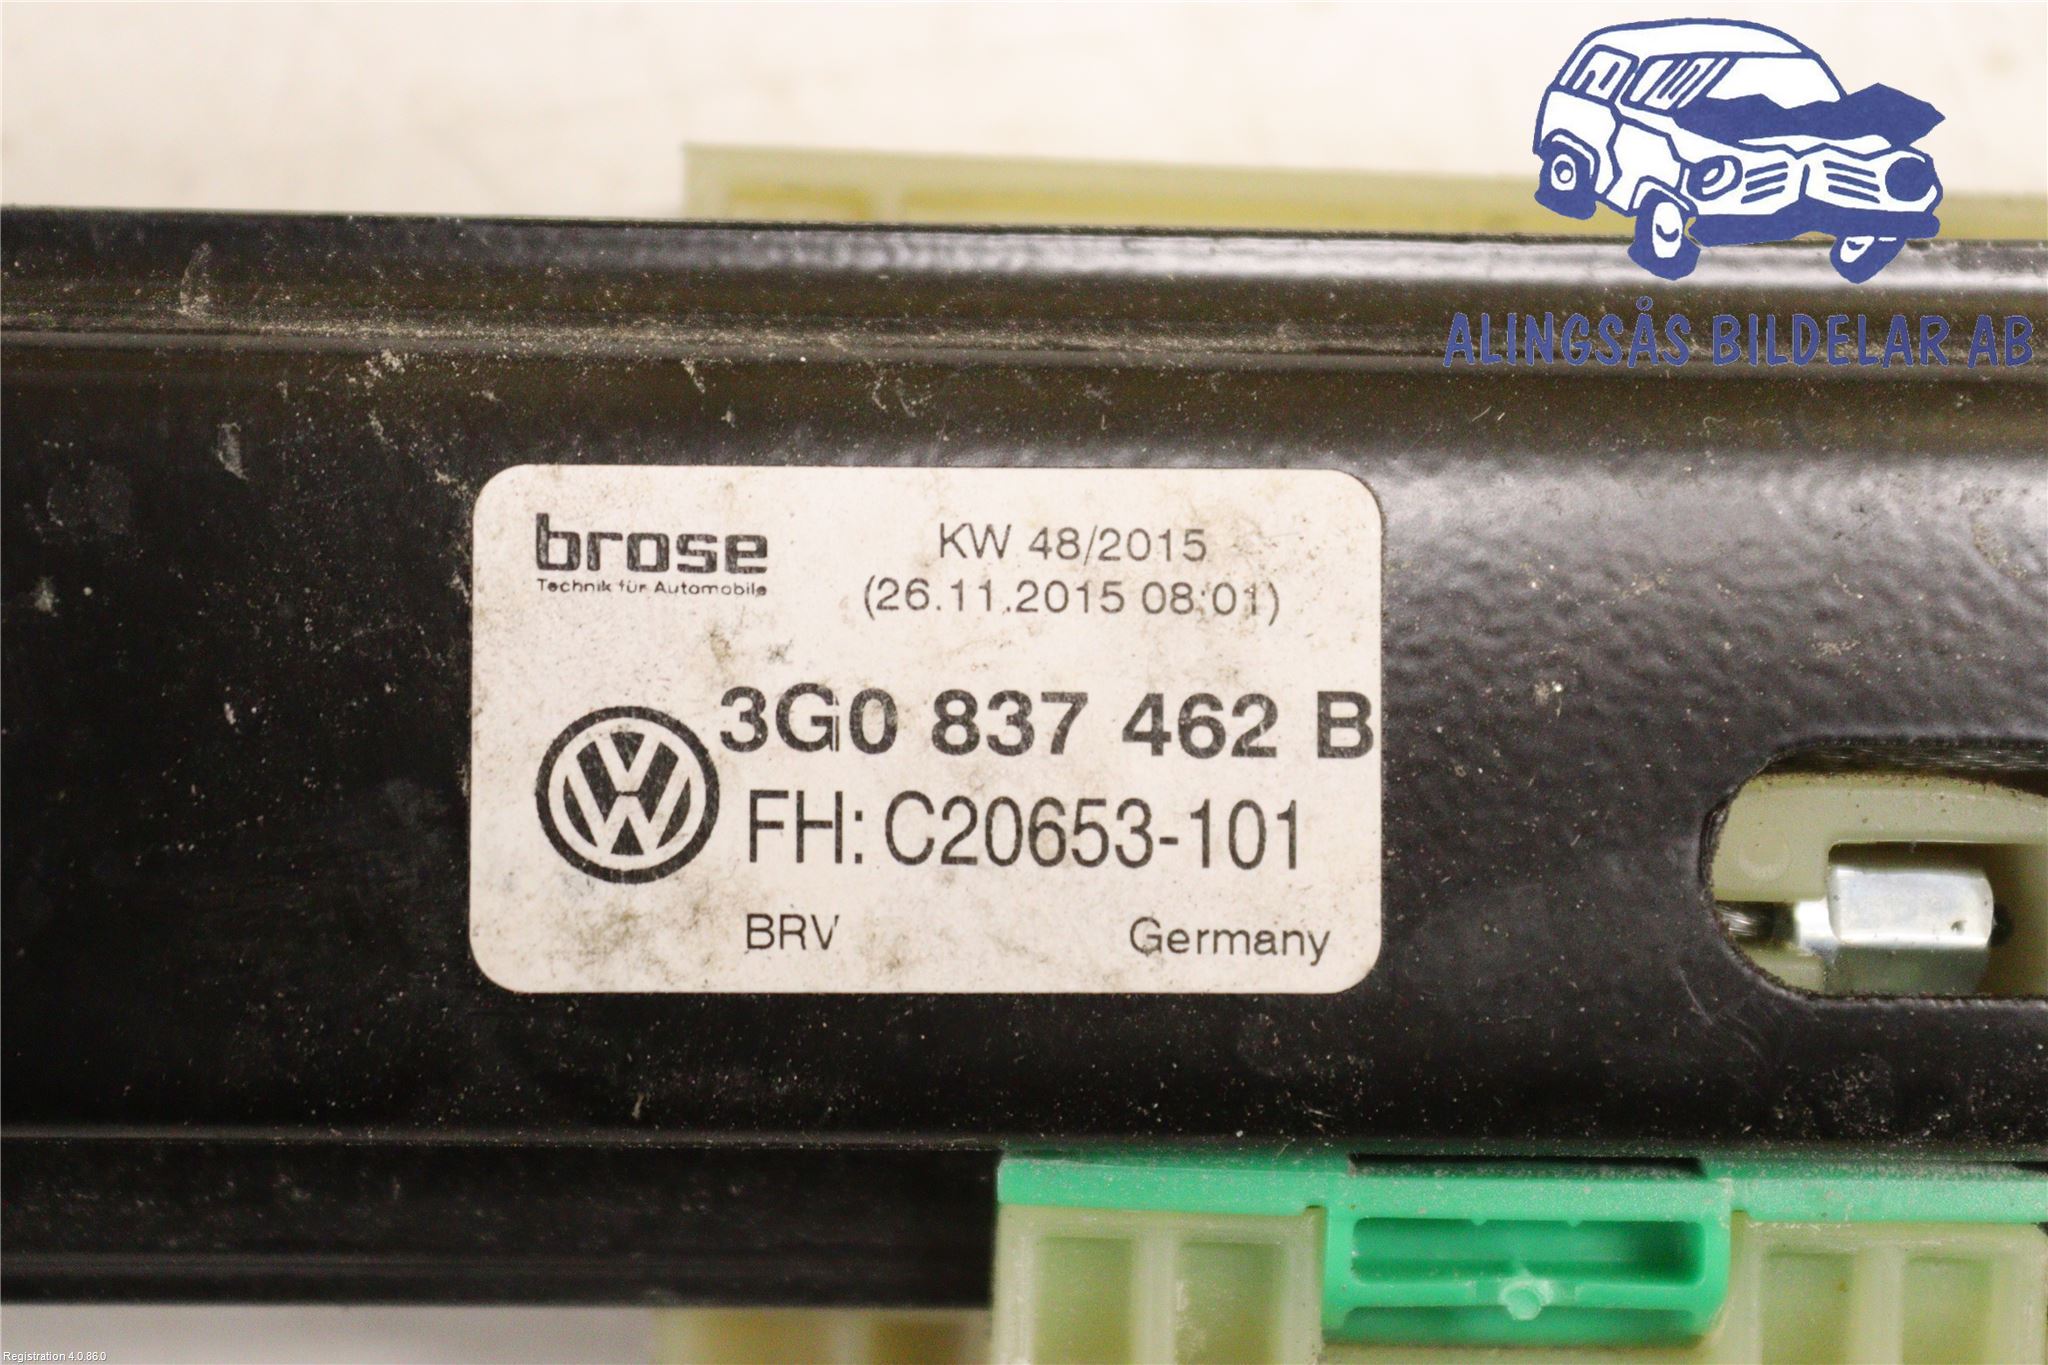 ALINGSÅS BILDELAR AB
brose
Technik für Automobile
KW 48/2015
(26.11.2015 08:01)
3G0 837 462 B
FH: C20653-101
BRV
Germany
Registration 4.0.86.0